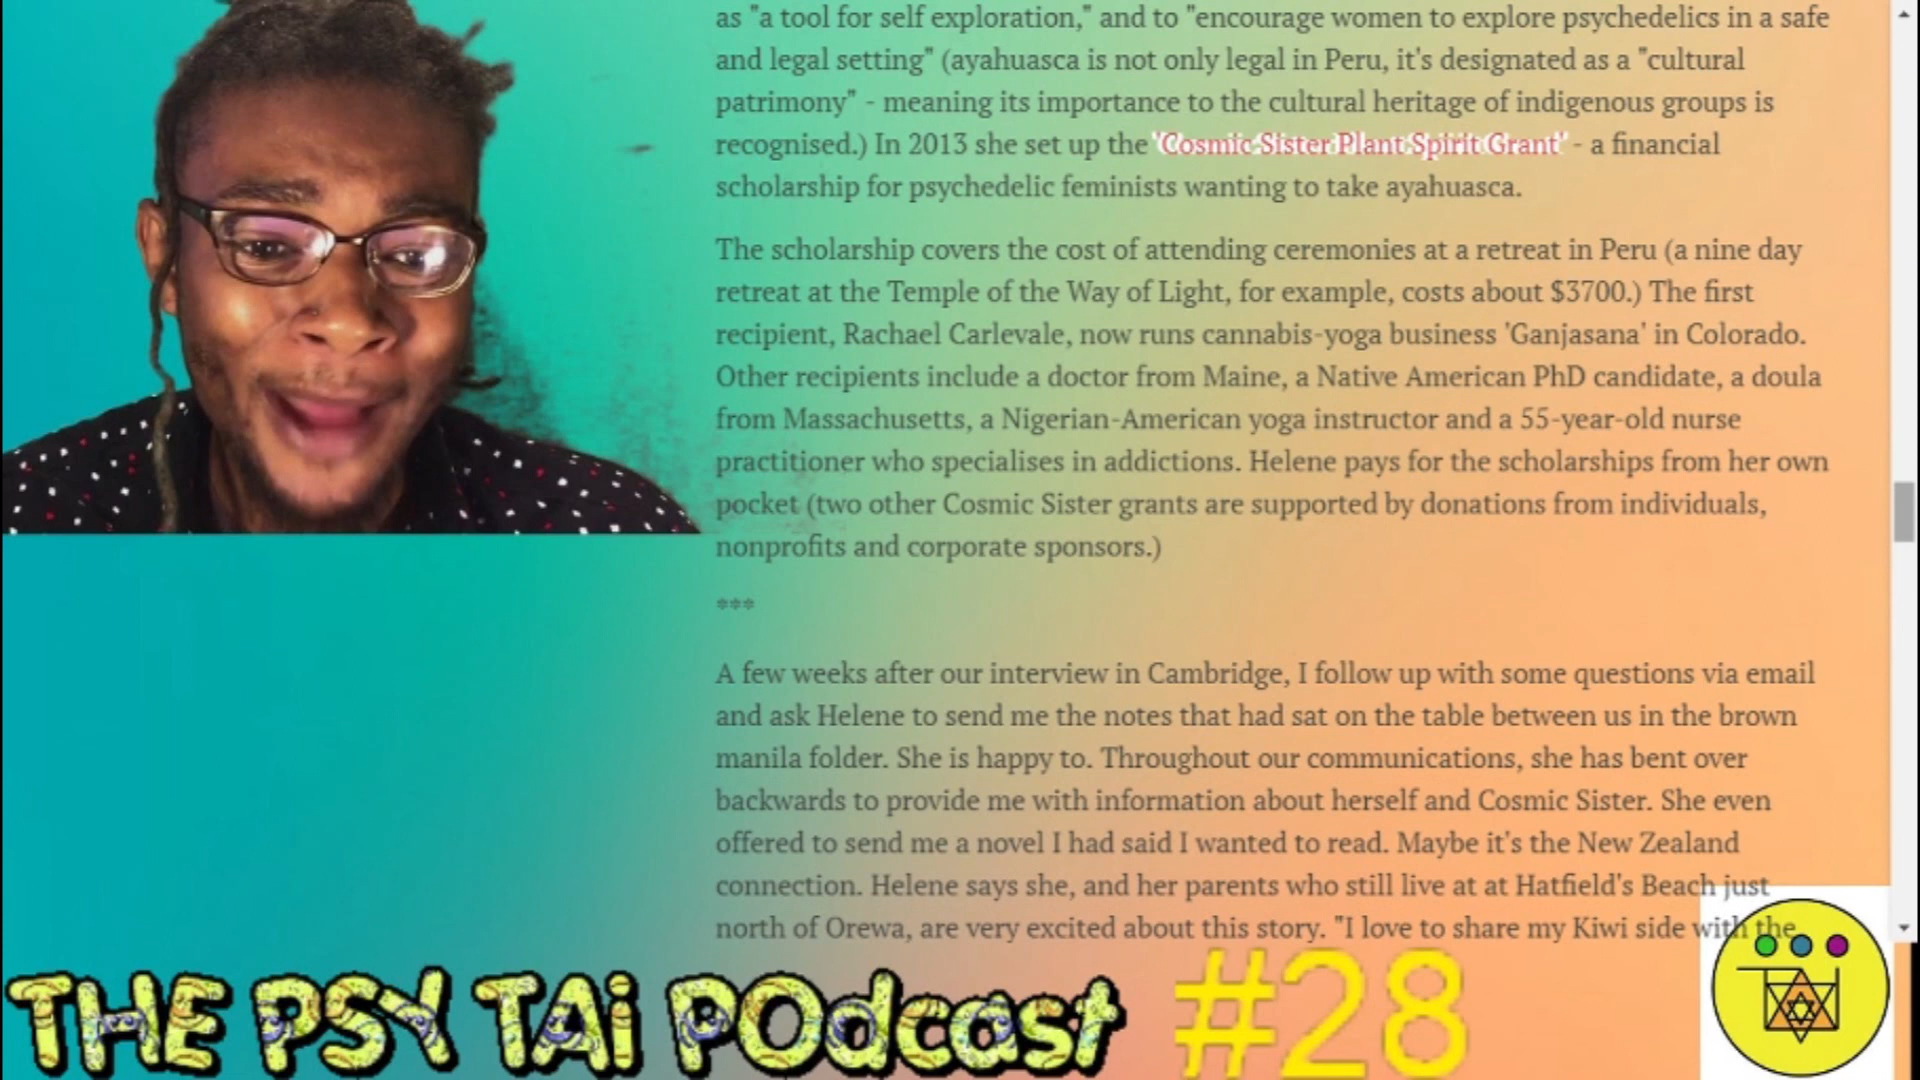 as "a tool for self exploration," and to "encourage women to explore psychedelics in a safe
and legal setting" (ayahuasca is not only legal in Peru, it's designated as a "cultural
patrimony" - meaning its importance to the cultural heritage of indigenous groups is
recognised.) In 2013 she set up the "Cosmic Sister Plant Spirit Grant" - a financial
scholarship for psychedelic feminists wanting to take ayahuasca.
The scholarship covers the cost of attending ceremonies at a retreat in Peru (a nine day
retreat at the Temple of the Way of Light, for example, costs about $3700.) The first
recipient, Rachael Carlevale, now runs cannabis-yoga business 'Ganjasana' in Colorado.
Other recipients include a doctor from Maine, a Native American PhD candidate, a doula
from Massachusetts, a Nigerian-American yoga instructor and a 55-year-old nurse
practitioner who specialises in addictions. Helene pays for the scholarships from her own
pocket (two other Cosmic Sister grants are supported by donations from individuals,
nonprofits and corporate sponsors.)
***
A few weeks after our interview in Cambridge, I follow up with some questions via email
and ask Helene to send me the notes that had sat on the table between us in the brown
manila folder. She is happy to. Throughout our communications, she has bent over
backwards to provide me with information about herself and Cosmic Sister. She even
offered to send me a novel I had said I wanted to read. Maybe it's the New Zealand
connection. Helene says she, and her parents who still live at at Hatfield's Beach just
north of Orewa, are very excited about this story. "I love to share my Kiwi side with the
THE PSY TAi POdcast #28